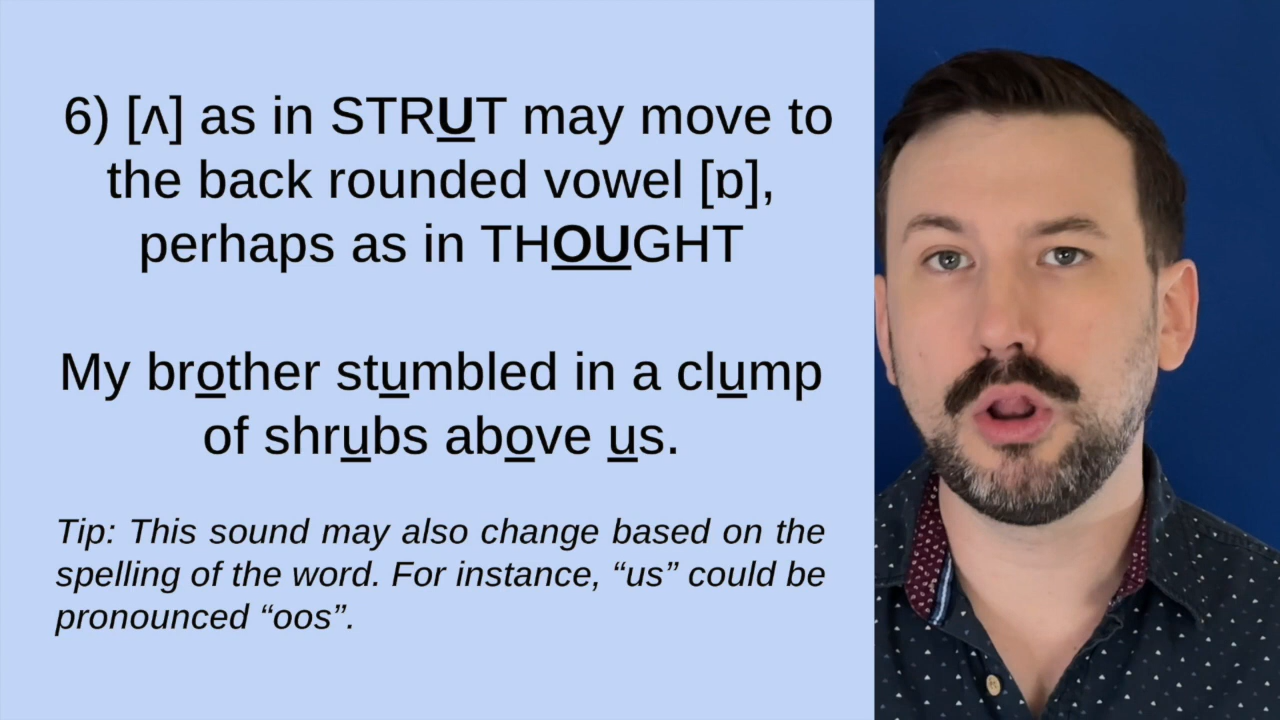 6) [ʌ] as in STRUT may move to
the back rounded vowel [ɒ],
perhaps as in THOUGHT
My brother stumbled in a clump
of shrubs above us.
Tip: This sound may also change based on the
spelling of the word. For instance, “us” could be
pronounced “oos”.